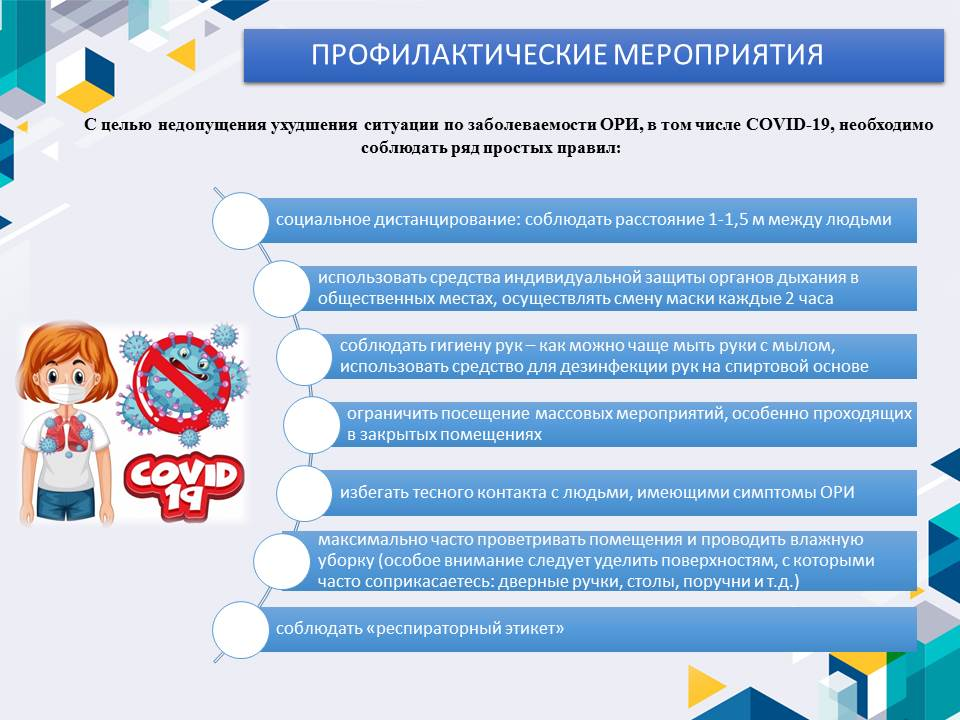 ПРОФИЛАКТИЧЕСКИЕ МЕРОПРИЯТИЯ
С целью недопущения ухудшения ситуации по заболеваемости ОРИ, в том числе COVID-19, необходимо
соблюдать ряд простых правил:
социальное дистанцирование: соблюдать расстояние 1-1,5 м между людьми
использовать средства индивидуальной защиты органов дыхания в
общественных местах, осуществлять смену маски каждые 2 часа
соблюдать гигиену рук – как можно чаще мыть руки с мылом,
использовать средство для дезинфекции рук на спиртовой основе
ограничить посещение массовых мероприятий, особенно проходящих
в закрытых помещениях
избегать тесного контакта с людьми, имеющими симптомы ОРИ
максимально часто проветривать помещения и проводить влажную
уборку (особое внимание следует уделить поверхностям, с которыми
часто соприкасаетесь: дверные ручки, столы, поручни и т.д.)
соблюдать «респираторный этикет»
COVID
19